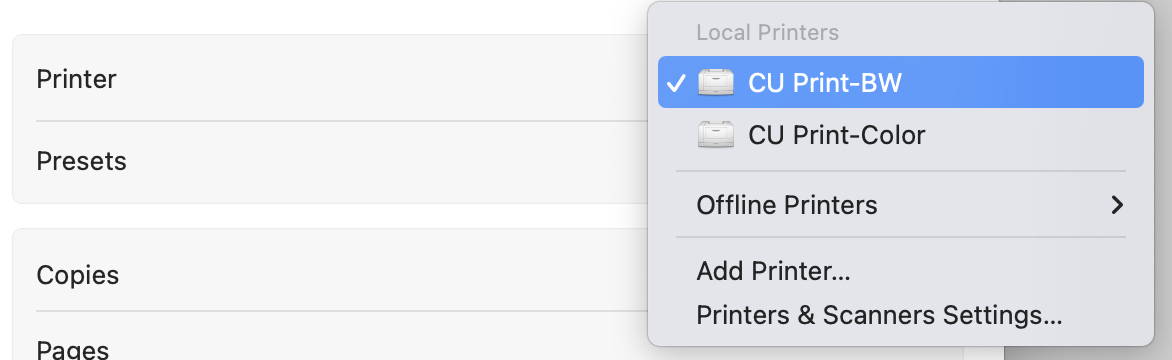 Printer
Presets
Copies
Pages
Local Printers
✓ CU Print-BW
CU Print-Color
Offline Printers
Add Printer...
Printers & Scanners Settings...